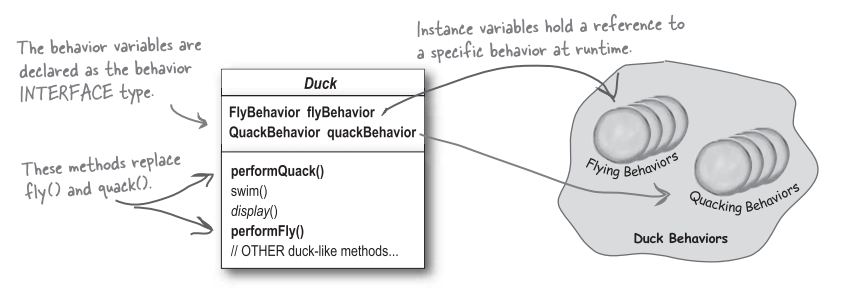 The behavior variables are
declared as the behavior
INTERFACE type.
Instance variables hold a reference to
a specific behavior at runtime.
Duck
FlyBehavior flyBehavior
QuackBehavior quackBehavior
These methods replace
fly() and quack().
performQuack()
swim()
display()
performFly()
// OTHER duck-like methods...
Flying Behaviors
Quacking Behaviors
Duck Behaviors